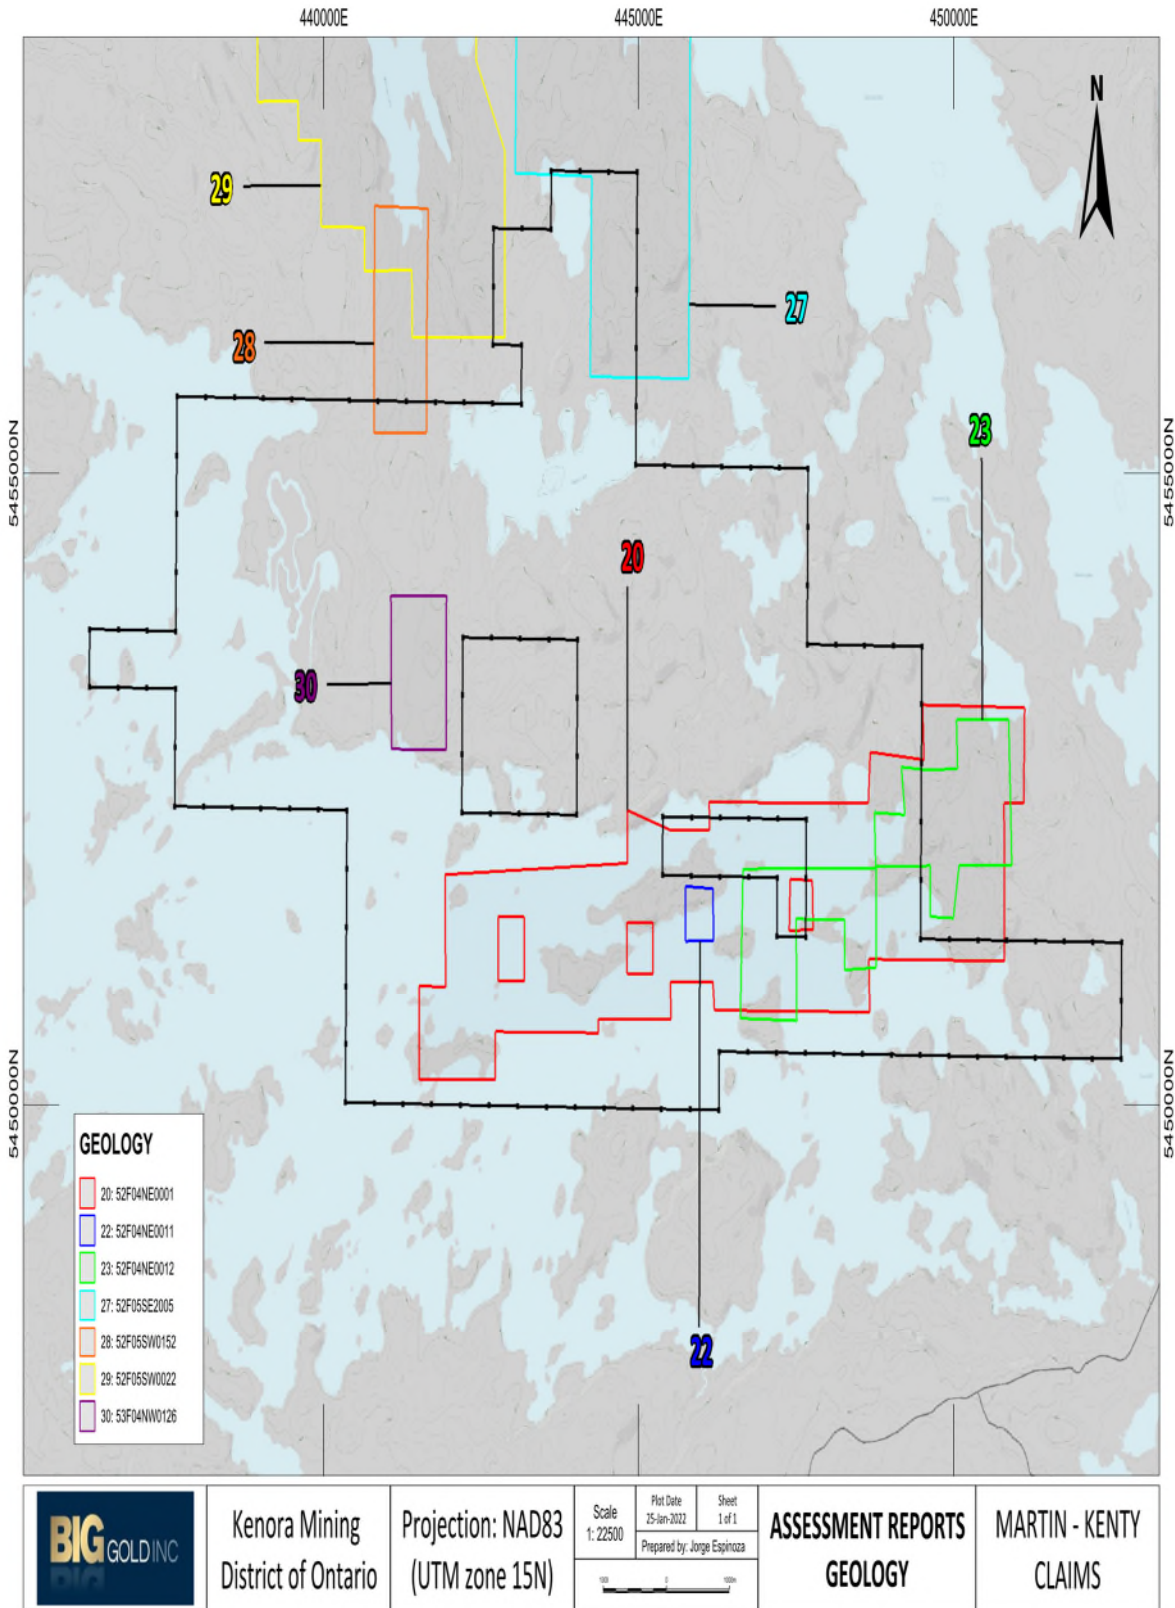 440000E 445000E 450000E
N
29
27
28
23
5455000N 5455000N
20
30
5450000N 5450000N
GEOLOGY
20: 52F04NE0001
22: 52F04NE0011
23: 52F04NE0012
27: 52F05SE2005
28: 52F05SW0152
29: 52F05SW0022
30: 53F04NW0126
22
BIG GOLD INC
Kenora Mining
District of Ontario
Projection: NAD83
(UTM zone 15N)
Scale
1: 22500
Plot Date
25-Jan-2022
Sheet
1 of 1
Prepared by: Jorge Espinoza
0
ASSESSMENT REPORTS
GEOLOGY
MARTIN - KENTY
CLAIMS